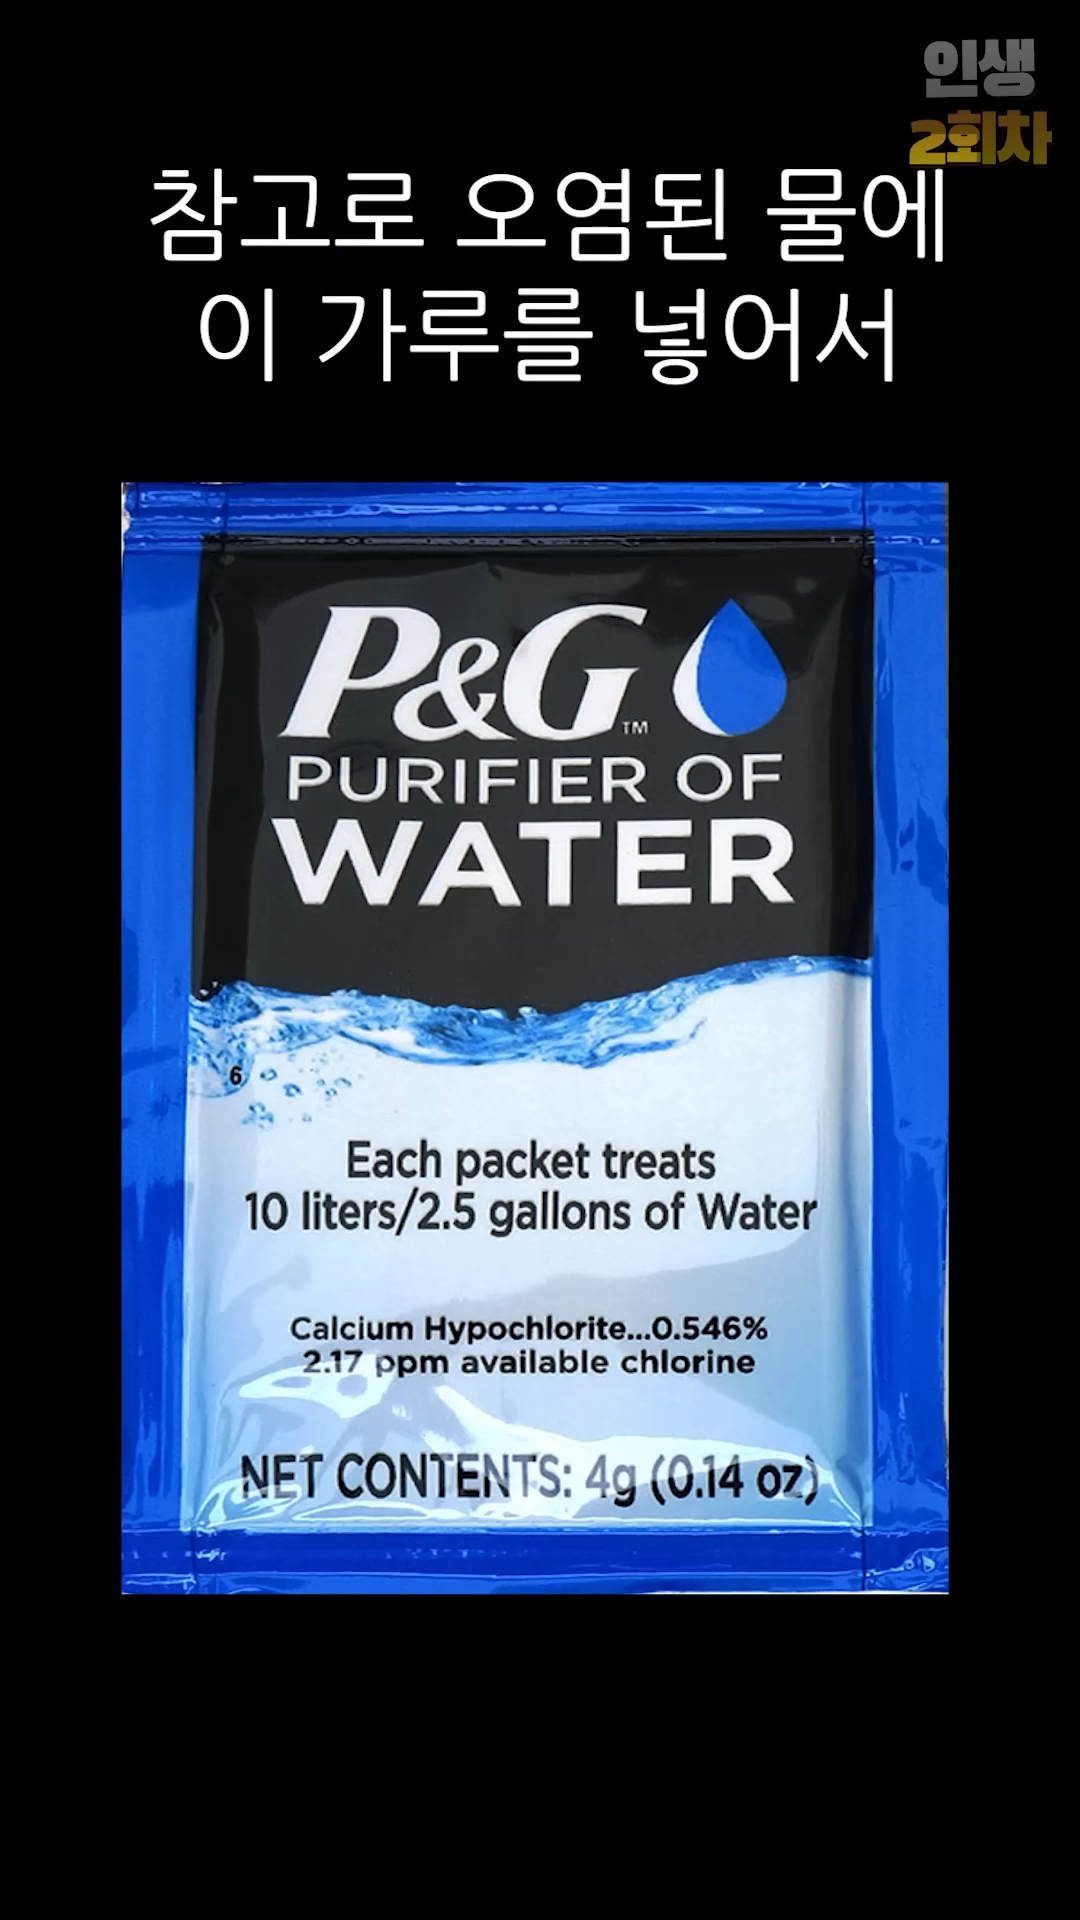 인생
2회차
참고로 오염된 물에
이 가루를 넣어서
P&G™
PURIFIER OF
WATER
6
Each packet treats
10 liters/2.5 gallons of Water
Calcium Hypochlorite...0.546%
2.17 ppm available chlorine
NET CONTENTS: 4g (0.14 oz)